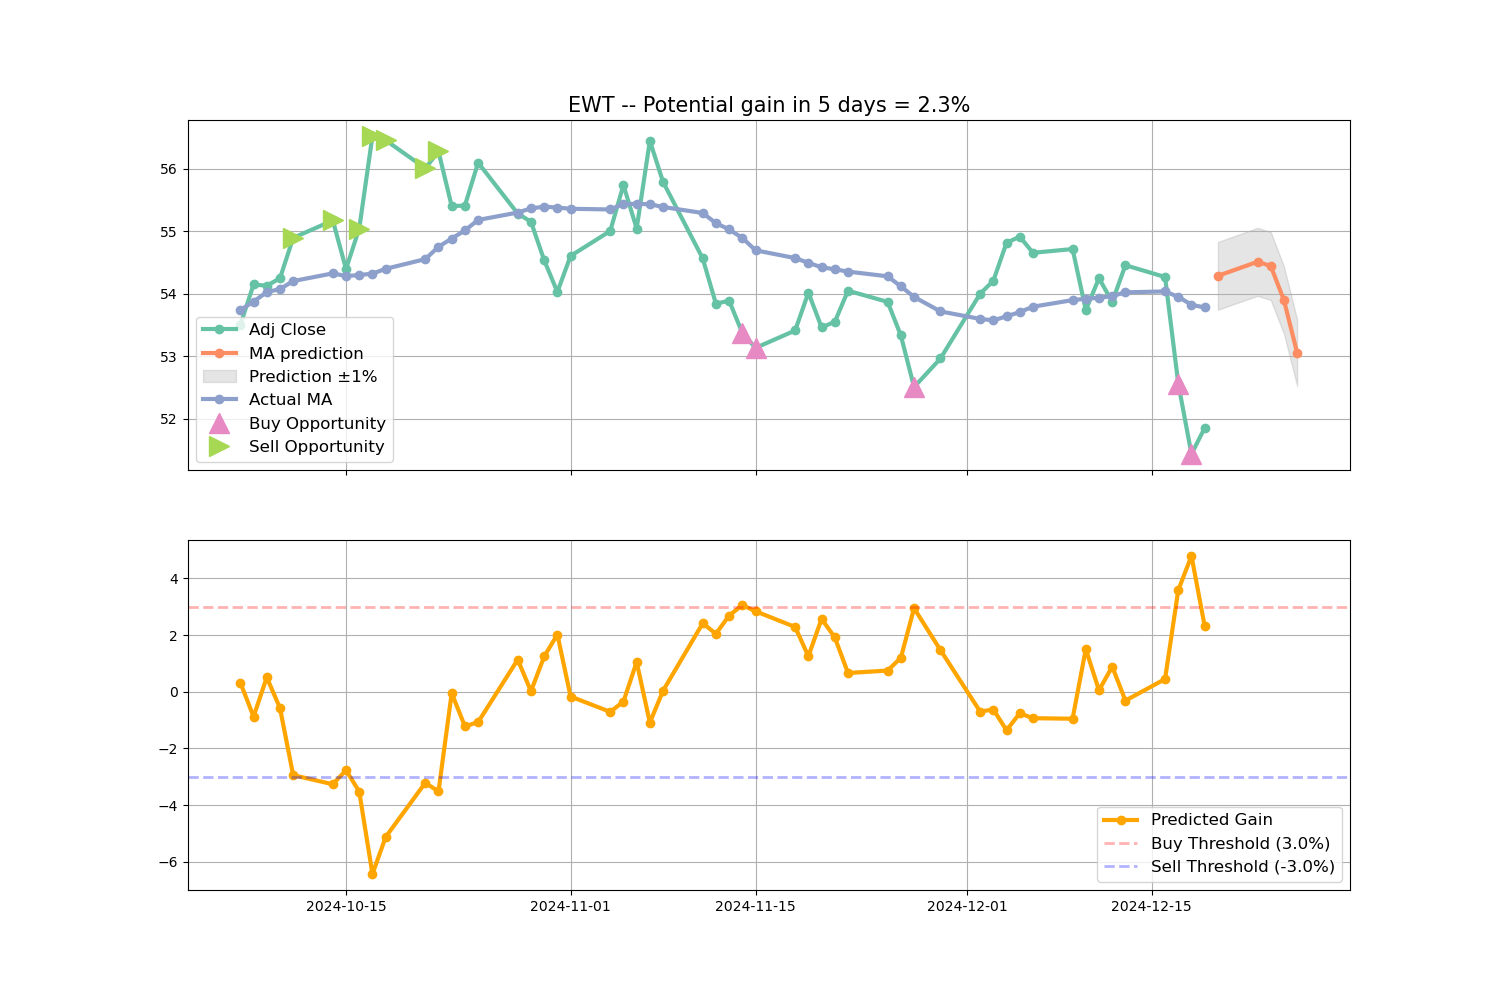 EWT -- Potential gain in 5 days = 2.3%
56
55
54
53
52
Adj Close
MA prediction
Prediction ±1%
Actual MA
Buy Opportunity
Sell Opportunity
4
2
0
−2
−4
−6
Predicted Gain
Buy Threshold (3.0%)
Sell Threshold (-3.0%)
2024-10-15
2024-11-01
2024-11-15
2024-12-01
2024-12-15